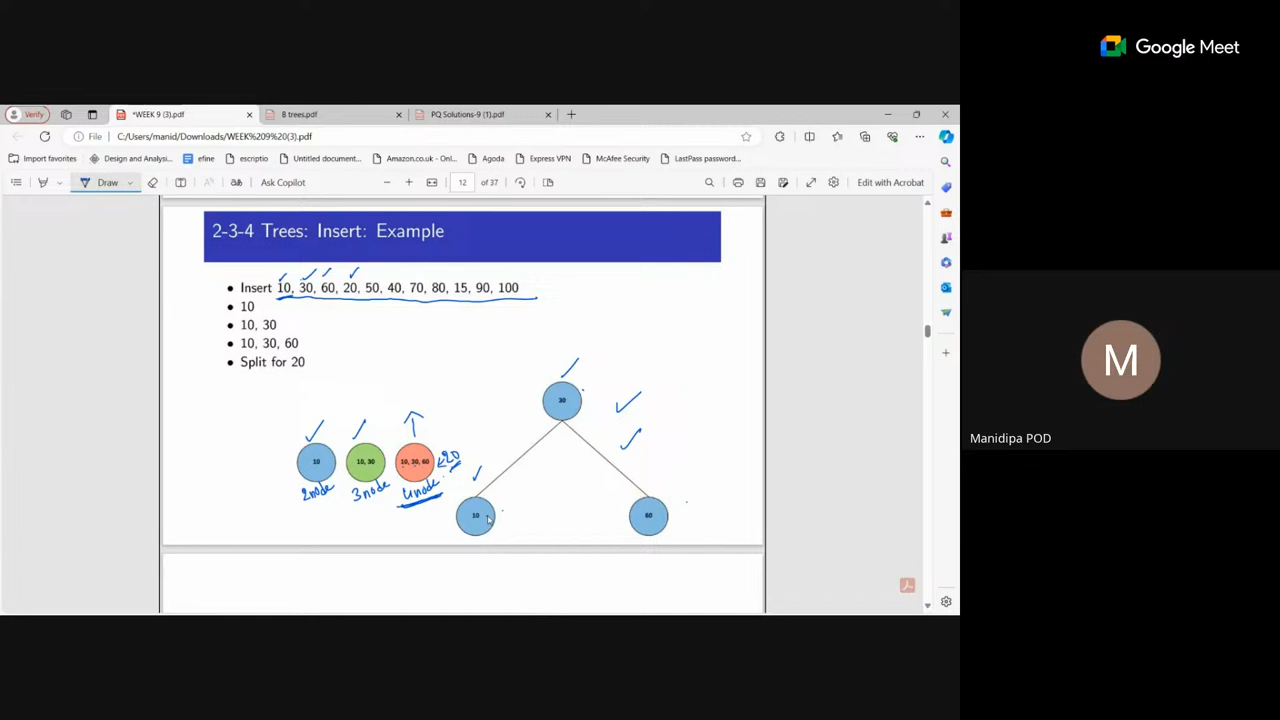 Google Meet
Verify
*WEEK 9 (3).pdf
B trees.pdf
PQ Solutions-9 (1).pdf
File
C:/Users/manid/Downloads/WEEK%209%20(3).pdf
Import favorites
Design and Analysi...
efine
escriptio
Untitled document...
Amazon.co.uk - Onl...
Agoda
Express VPN
McAfee Security
LastPass password...
Draw
Ask Copilot
12 of 37
Edit with Acrobat
2-3-4 Trees: Insert: Example
• Insert 10, 30, 60, 20, 50, 40, 70, 80, 15, 90, 100
• 10
• 10, 30
• 10, 30, 60
• Split for 20
30
10
10, 30
10, 30, 60
20
2node
3node
4node
10
60
M
Manidipa POD